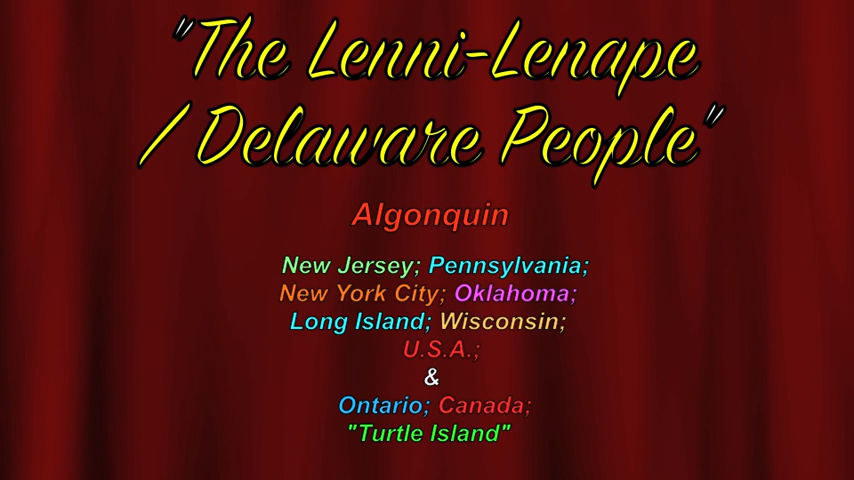 "The Lenni-Lenape
/ Delaware People"
Algonquin
New Jersey; Pennsylvania;
New York City; Oklahoma;
Long Island; Wisconsin;
U.S.A.;
&
Ontario; Canada;
"Turtle Island"